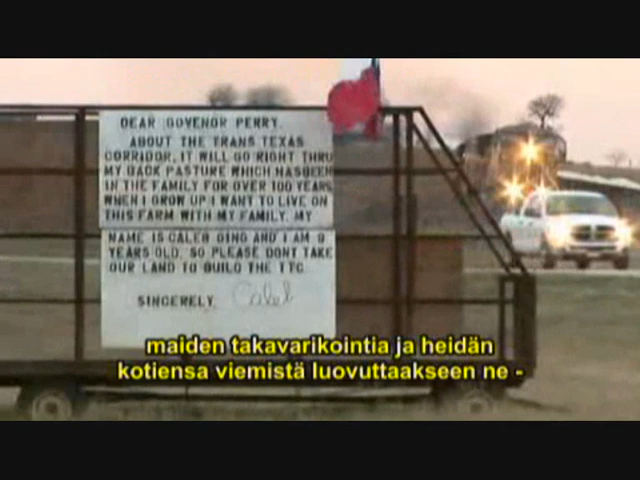 DEAR GOVENOR PERRY.
ABOUT THE TRANS TEXAS
CORRIDOR, IT WILL GO RIGHT THRU
MY BACK PASTURE WHICH HASBEEN
IN THE FAMILY FOR OVER 100 YEARS
WHEN I GROW UP I WANT TO LIVE ON
THIS FARM WITH MY FAMILY. MY
NAME IS CALEB DING AND I AM 9
YEARS OLD. SO PLEASE DONT TAKE
OUR LAND TO BUILD THE TTC.
SINCERELY Caleb
maiden takavarikointia ja heidän
kotiensa viemistä luovuttaakseen ne -